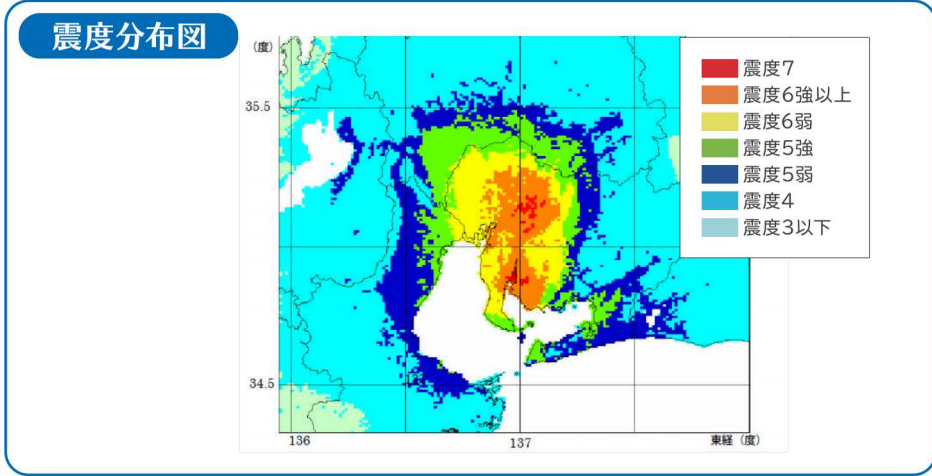 震度分布図
(度)
35.5
34.5
136
137
東経(度)
震度7
震度6強以上
震度6弱
震度5強
震度5弱
震度4
震度3以下